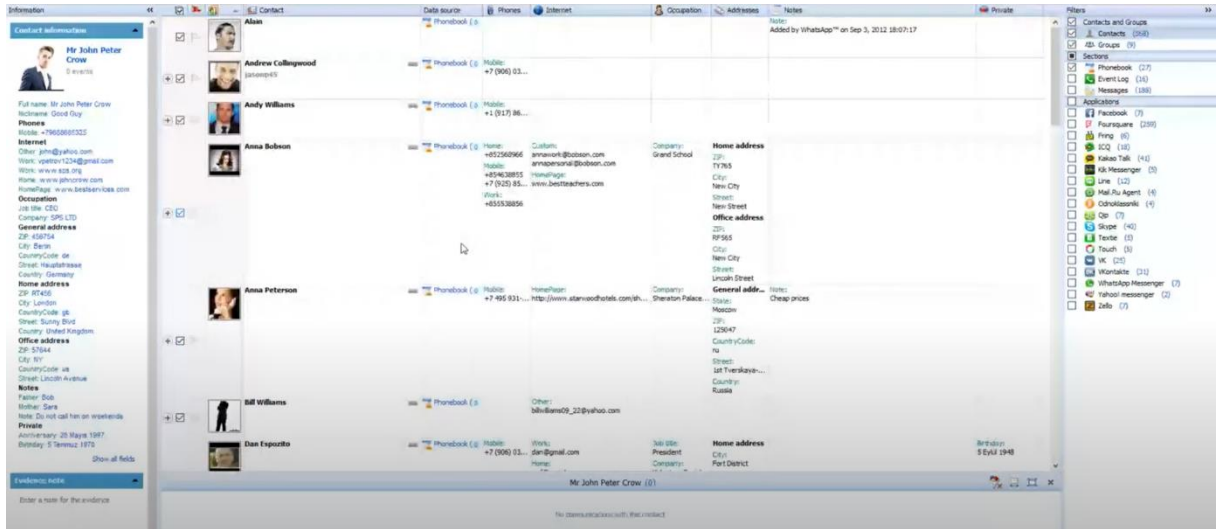 Information
Contact information
Mr John Peter Crow
0 events
Full name: Mr John Peter Crow
Nickname: Good Guy
Phones
Mobile: +79658685325
Internet
Other: john@yahoo.com
Work: vpetrov1234@gmail.com
Work: www.sps.org
Home: www.johncrow.com
HomePage: www.bestservices.com
Occupation
Job title: CEO
Company: SPS LTD
General address
ZIP: 456754
City: Berlin
CountryCode: de
Street: Hauptstrasse
Country: Germany
Home address
ZIP: RT456
City: London
CountryCode: gb
Street: Sunny Blvd
Country: United Kingdom
Office address
ZIP: 57644
City: NY
CountryCode: us
Street: Lincoln Avenue
Notes
Father: Bob
Mother: Sara
Note: Do not call him on weekends
Private
Anniversary: 25 Mayıs 1997
Birthday: 5 Temmuz 1970
Show all fields
Evidence note
Enter a note for the evidence
Contact Data source Phones Internet Occupation Addresses Notes Private
Alain Phonebook
Note:
Added by WhatsApp™ on Sep 3, 2012 18:07:17
Andrew Collingwood Phonebook Mobile:
+7 (906) 03...
Andy Williams Phonebook Mobile:
+1 (917) 86...
Anna Bobson Phonebook
Home:
+852568966
Mobile:
+854638855
+7 (925) 85...
Work:
+855538856
Custom:
annawork@bobson.com
annapersonal@bobson.com
HomePage:
www.bestteachers.com
Company:
Grand School
Home address
ZIP:
TY765
City:
New City
Street:
New Street
Office address
ZIP:
RF565
City:
New City
Street:
Lincoln Street
Anna Peterson Phonebook
Mobile:
+7 495 931-...
HomePage:
http://www.starwoodhotels.com/sh...
Company:
Sheraton Palace...
General addr...
State:
Moscow
ZIP:
125047
CountryCode:
ru
Street:
1st Tverskaya-...
Country:
Russia
Note:
Cheap prices
Bill Williams Phonebook
Other:
billwilliams09_22@yahoo.com
Dan Espozito Phonebook
Mobile:
+7 (906) 03...
Work:
dan@gmail.com
Home:
Job title:
President
Company:
Home address
City:
Fort District
Birthday:
5 Eylül 1948
Mr John Peter Crow (0)
No communications with this contact
Filters
Contacts and Groups
Contacts (358)
Groups (9)
Sections
Phonebook (27)
Event Log (16)
Messages (188)
Applications
Facebook (7)
Foursquare (259)
Fring (6)
ICQ (18)
Kakao Talk (41)
Kik Messenger (5)
Line (12)
Mail.Ru Agent (4)
Odnoklassniki (4)
Qip (7)
Skype (40)
Textie (5)
Touch (5)
VK (25)
VKontakte (21)
WhatsApp Messenger (7)
Yahoo! messenger (2)
Zello (7)